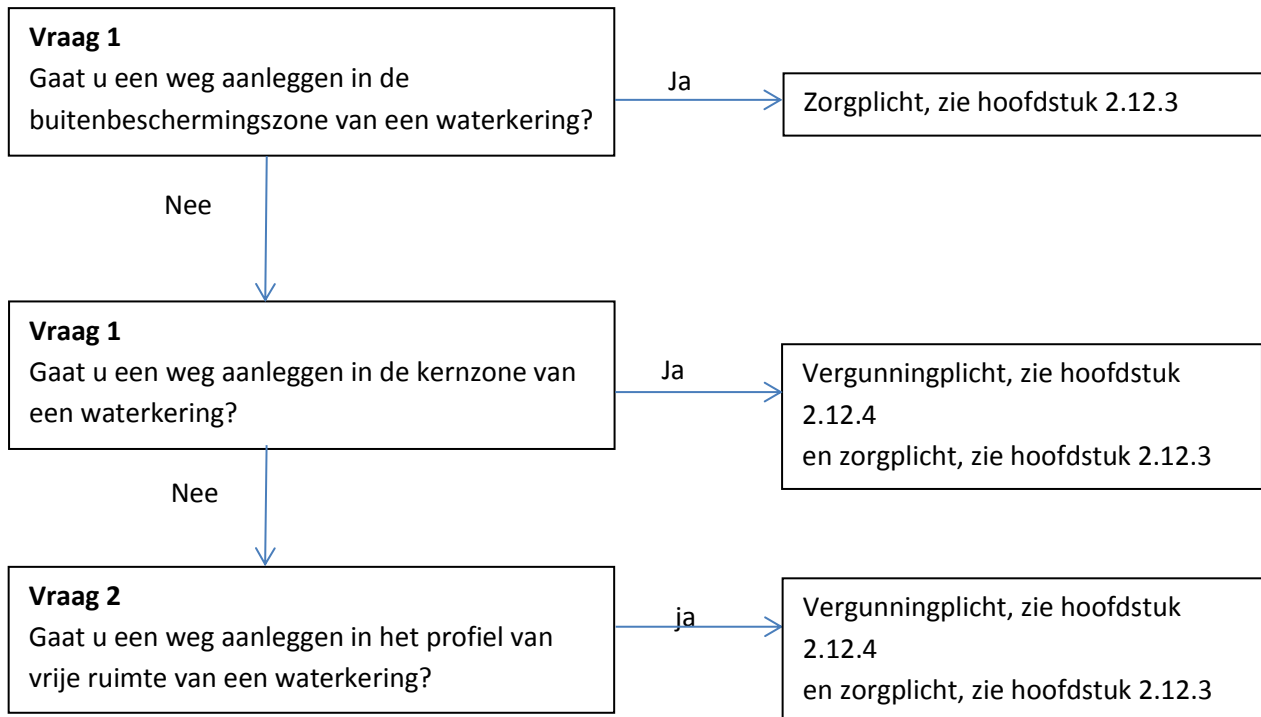 Vraag 1
Gaat u een weg aanleggen in de
buitenbeschermingszone van een waterkering?
Ja
Zorgplicht, zie hoofdstuk 2.12.3
Nee
Vraag 1
Gaat u een weg aanleggen in de kernzone van
een waterkering?
Ja
Vergunningplicht, zie hoofdstuk
2.12.4
en zorgplicht, zie hoofdstuk 2.12.3
Nee
Vraag 2
Gaat u een weg aanleggen in het profiel van
vrije ruimte van een waterkering?
ja
Vergunningplicht, zie hoofdstuk
2.12.4
en zorgplicht, zie hoofdstuk 2.12.3